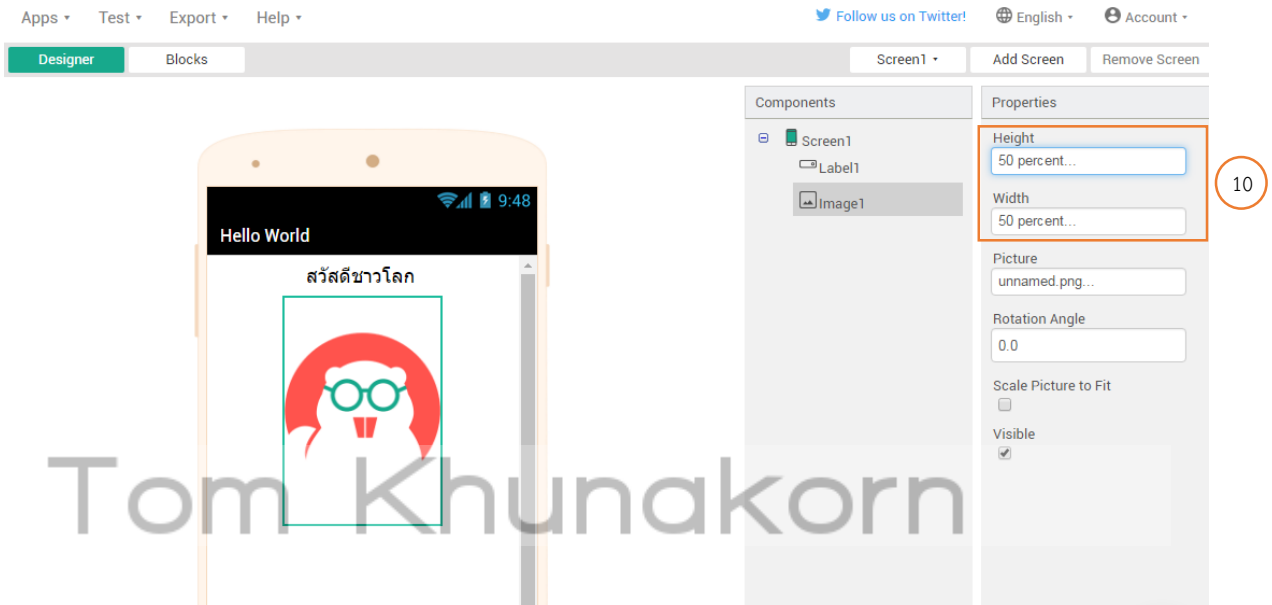 Apps Test Export Help Follow us on Twitter! English Account
Designer Blocks Screen1 Add Screen Remove Screen
Components
Screen1
Label1
Image1
Properties
Height
50 percent...
Width
50 percent...
10
Picture
unnamed.png...
Rotation Angle
0.0
Scale Picture to Fit
Visible
9:48
Hello World
สวัสดีชาวโลก
Tom Khunakorn